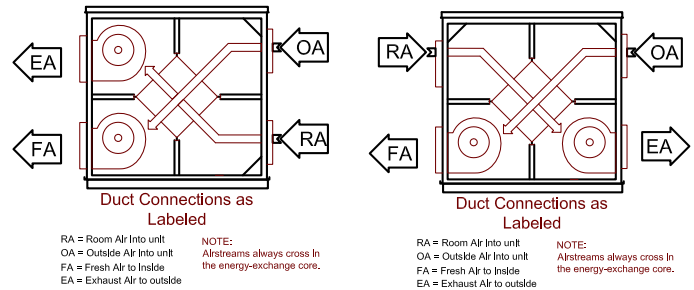 EA
OA
FA
RA
Duct Connections as
Labeled
RA = Room Air Into unit
OA = Outside Air Into unit
FA = Fresh Air to Inside
EA = Exhaust Air to outside
NOTE:
Airstreams always cross in
the energy-exchange core.
RA
OA
FA
EA
Duct Connections as
Labeled
RA = Room Air Into unit
OA = Outside Air Into unit
FA = Fresh Air to Inside
EA = Exhaust Air to outside
NOTE:
Airstreams always cross in
the energy-exchange core.